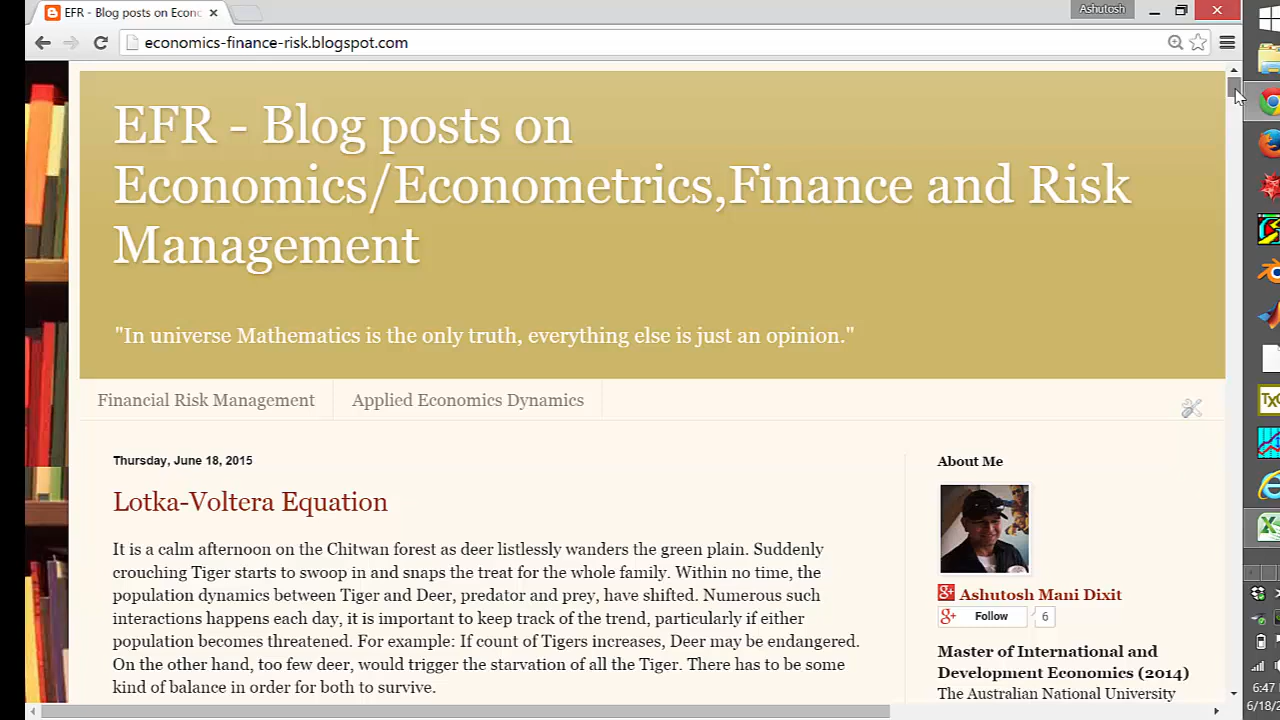 EFR - Blog posts on Econo
Ashutosh
economics-finance-risk.blogspot.com
EFR - Blog posts on
Economics/Econometrics,Finance and Risk
Management
"In universe Mathematics is the only truth, everything else is just an opinion."
Financial Risk Management
Applied Economics Dynamics
Thursday, June 18, 2015
Lotka-Voltera Equation
It is a calm afternoon on the Chitwan forest as deer listlessly wanders the green plain. Suddenly
crouching Tiger starts to swoop in and snaps the treat for the whole family. Within no time, the
population dynamics between Tiger and Deer, predator and prey, have shifted. Numerous such
interactions happens each day, it is important to keep track of the trend, particularly if either
population becomes threatened. For example: If count of Tigers increases, Deer may be endangered.
On the other hand, too few deer, would trigger the starvation of all the Tiger. There has to be some
kind of balance in order for both to survive.
About Me
Ashutosh Mani Dixit
Follow
6
Master of International and
Development Economics (2014)
The Australian National University
6:47
6/18/2